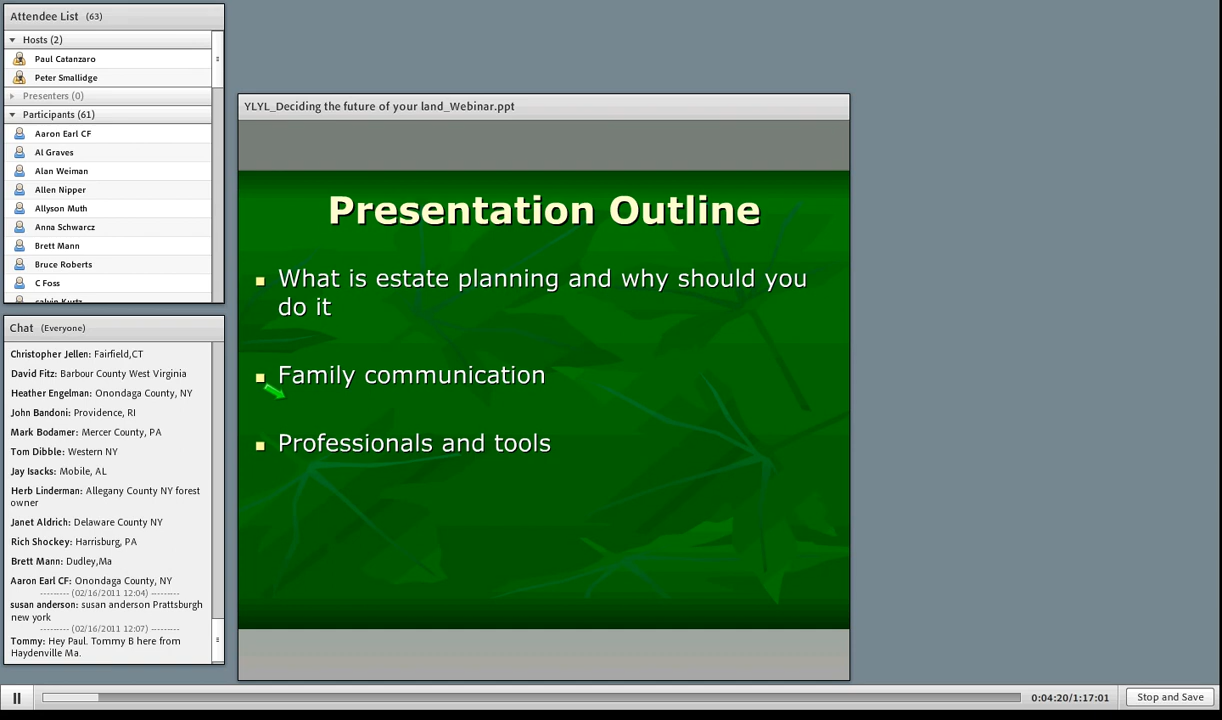 Attendee List (63)
Hosts (2)
Paul Catanzaro
Peter Smallidge
Presenters (0)
Participants (61)
Aaron Earl CF
Al Graves
Alan Weiman
Allen Nipper
Allyson Muth
Anna Schwarcz
Brett Mann
Bruce Roberts
C Foss
calvin Kurtz
Chat (Everyone)
Christopher Jellen: Fairfield,CT
David Fitz: Barbour County West Virginia
Heather Engelman: Onondaga County, NY
John Bandoni: Providence, RI
Mark Bodamer: Mercer County, PA
Tom Dibble: Western NY
Jay Isacks: Mobile, AL
Herb Linderman: Allegany County NY forest
owner
Janet Aldrich: Delaware County NY
Rich Shockey: Harrisburg, PA
Brett Mann: Dudley,Ma
Aaron Earl CF: Onondaga County, NY
--------- (02/16/2011 12:04) ---------
susan anderson: susan anderson Prattsburgh
new york
--------- (02/16/2011 12:07) ---------
Tommy: Hey Paul. Tommy B here from
Haydenville Ma.
YLYL_Deciding the future of your land_Webinar.ppt
Presentation Outline
What is estate planning and why should you
do it
Family communication
Professionals and tools
0:04:20/1:17:01
Stop and Save